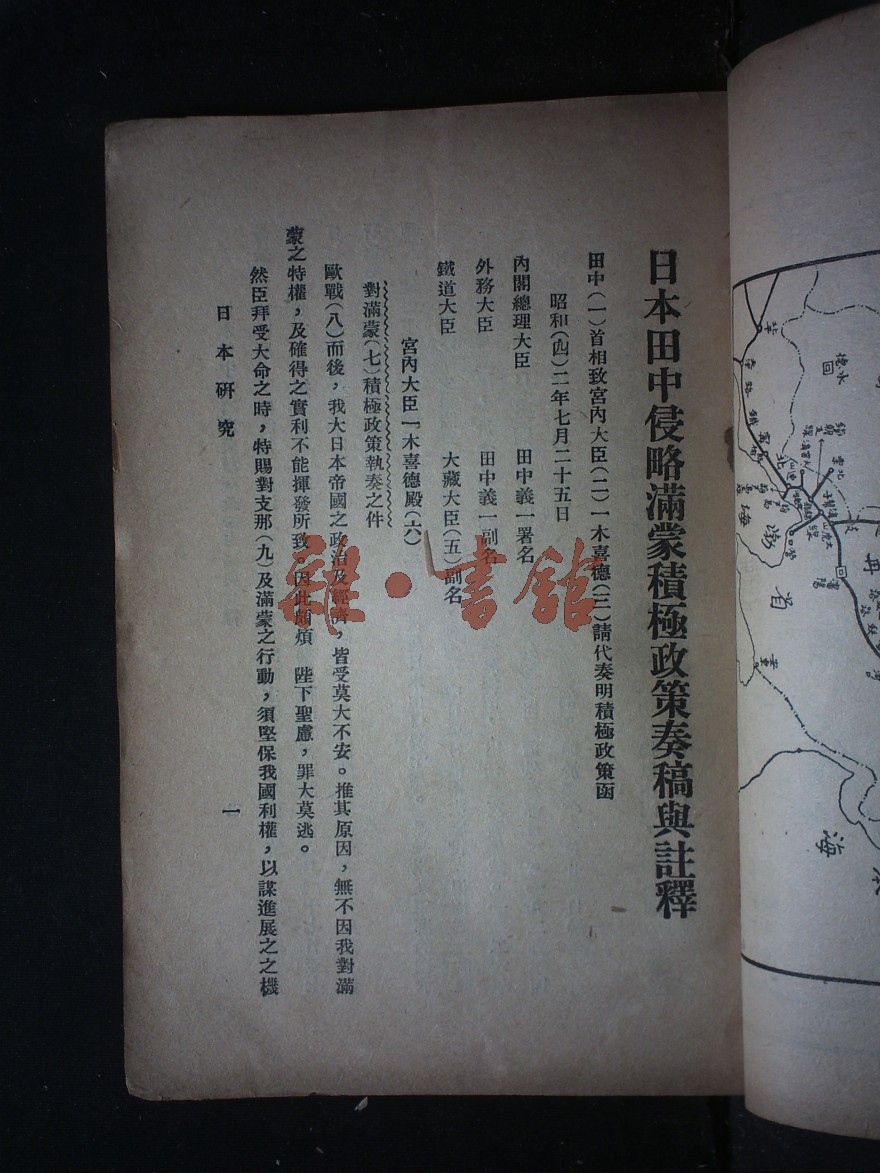 日本田中侵略滿蒙積極政策奏稿與註釋
田中（一）首相致宮內大臣（二）一木喜德（三）請代奏明積極政策函
昭和（四）二年七月二十五日
內閣總理大臣　田中義一署名
外務大臣　田中義一副名
鐵道大臣　大藏大臣（五）副名
宮內大臣一木喜德殿（六）
對滿蒙（七）積極政策執奏之件
歐戰（八）而後，我大日本帝國之政治及經濟，皆受莫大不安。推其原因，無不因我對滿
蒙之特權，及確得之實利不能揮發所致。因此頗煩　陛下聖慮，罪大莫逃。
然臣拜受大命之時，特賜對支那（九）及滿蒙之行動，須堅保我國利權，以謀進展之之機
日本研究　一
雜·書館
海
渤
省